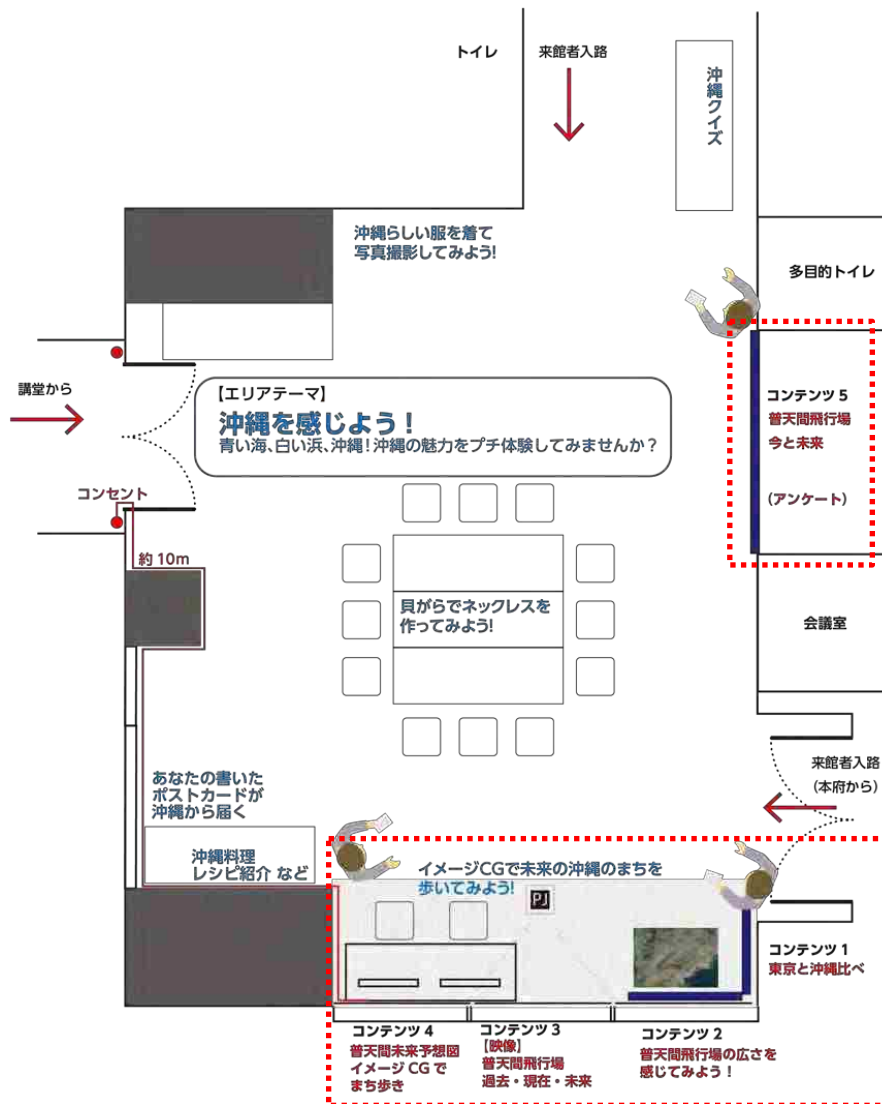 トイレ
来館者入路
沖縄クイズ
沖縄らしい服を着て
写真撮影してみよう!
多目的トイレ
講堂から
【エリアテーマ】
沖縄を感じよう！
青い海、白い浜、沖縄！沖縄の魅力をプチ体験してみませんか？
コンテンツ 5
普天間飛行場
今と未来
（アンケート）
コンセント
約 10m
貝がらでネックレスを
作ってみよう!
会議室
来館者入路
（本府から）
あなたの書いた
ポストカードが
沖縄から届く
沖縄料理
レシピ紹介 など
イメージCGで未来の沖縄のまちを
歩いてみよう!
PJ
コンテンツ 1
東京と沖縄比べ
コンテンツ 4
普天間未来予想図
イメージ CG で
まち歩き
コンテンツ 3
【映像】
普天間飛行場
過去・現在・未来
コンテンツ 2
普天間飛行場の広さを
感じてみよう！